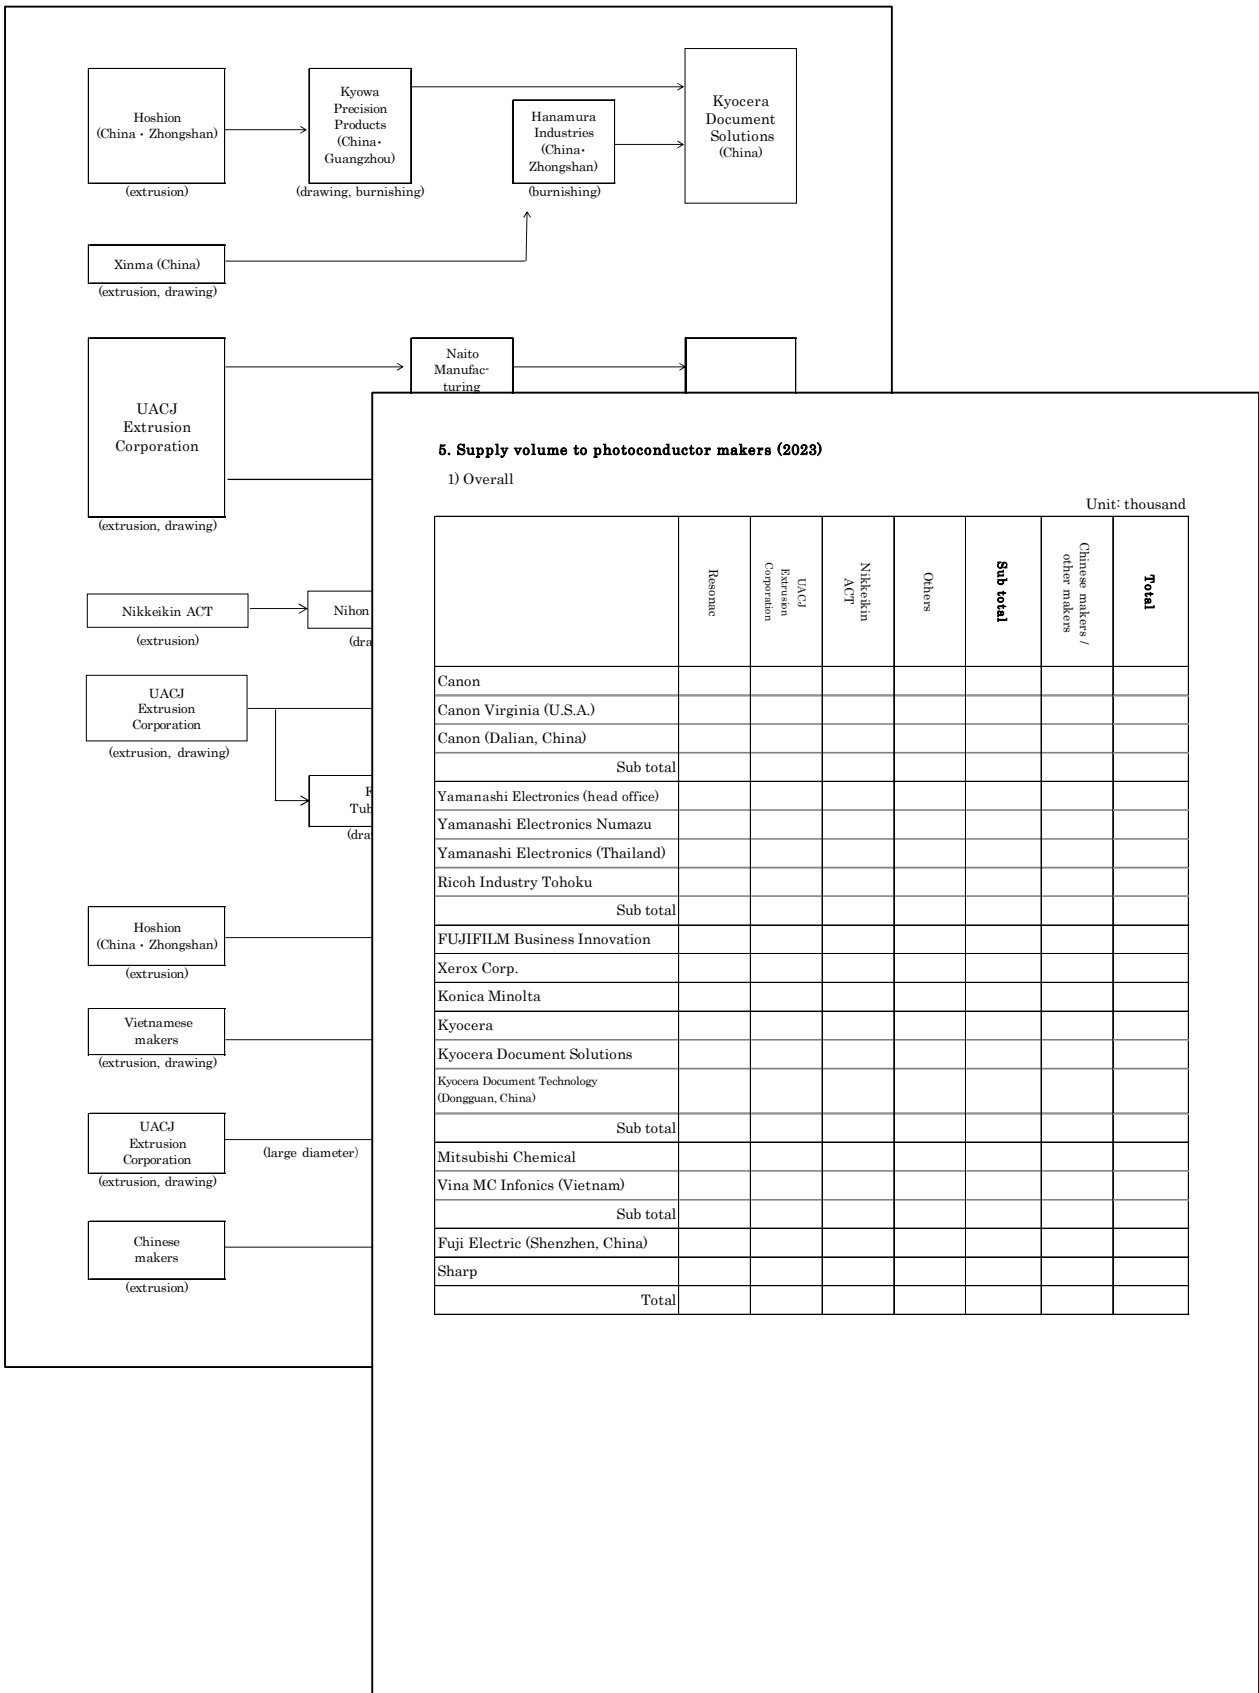 Hoshion
(China・Zhongshan)
(extrusion)
Kyowa
Precision
Products
(China・
Guangzhou)
(drawing, burnishing)
Hanamura
Industries
(China・
Zhongshan)
(burnishing)
Kyocera
Document
Solutions
(China)
Xinma (China)
(extrusion, drawing)
UACJ
Extrusion
Corporation
(extrusion, drawing)
Naito
Manufac-
turing
Nikkeikin ACT
(extrusion)
Nihon
UACJ
Extrusion
Corporation
(extrusion, drawing)
Hoshion
(China・Zhongshan)
(extrusion)
Vietnamese
makers
(extrusion, drawing)
UACJ
Extrusion
Corporation
(extrusion, drawing)
(large diameter)
Chinese
makers
(extrusion)
5. Supply volume to photoconductor makers (2023)
1) Overall
Unit: thousand
Resonac
UACJ
Extrusion
Corporation
Nikkeikin
ACT
Others
Sub total
Chinese makers /
other makers
Total
Canon
Canon Virginia (U.S.A.)
Canon (Dalian, China)
Sub total
Yamanashi Electronics (head office)
Yamanashi Electronics Numazu
Yamanashi Electronics (Thailand)
Ricoh Industry Tohoku
Sub total
FUJIFILM Business Innovation
Xerox Corp.
Konica Minolta
Kyocera
Kyocera Document Solutions
Kyocera Document Technology
(Dongguan, China)
Sub total
Mitsubishi Chemical
Vina MC Infonics (Vietnam)
Sub total
Fuji Electric (Shenzhen, China)
Sharp
Total